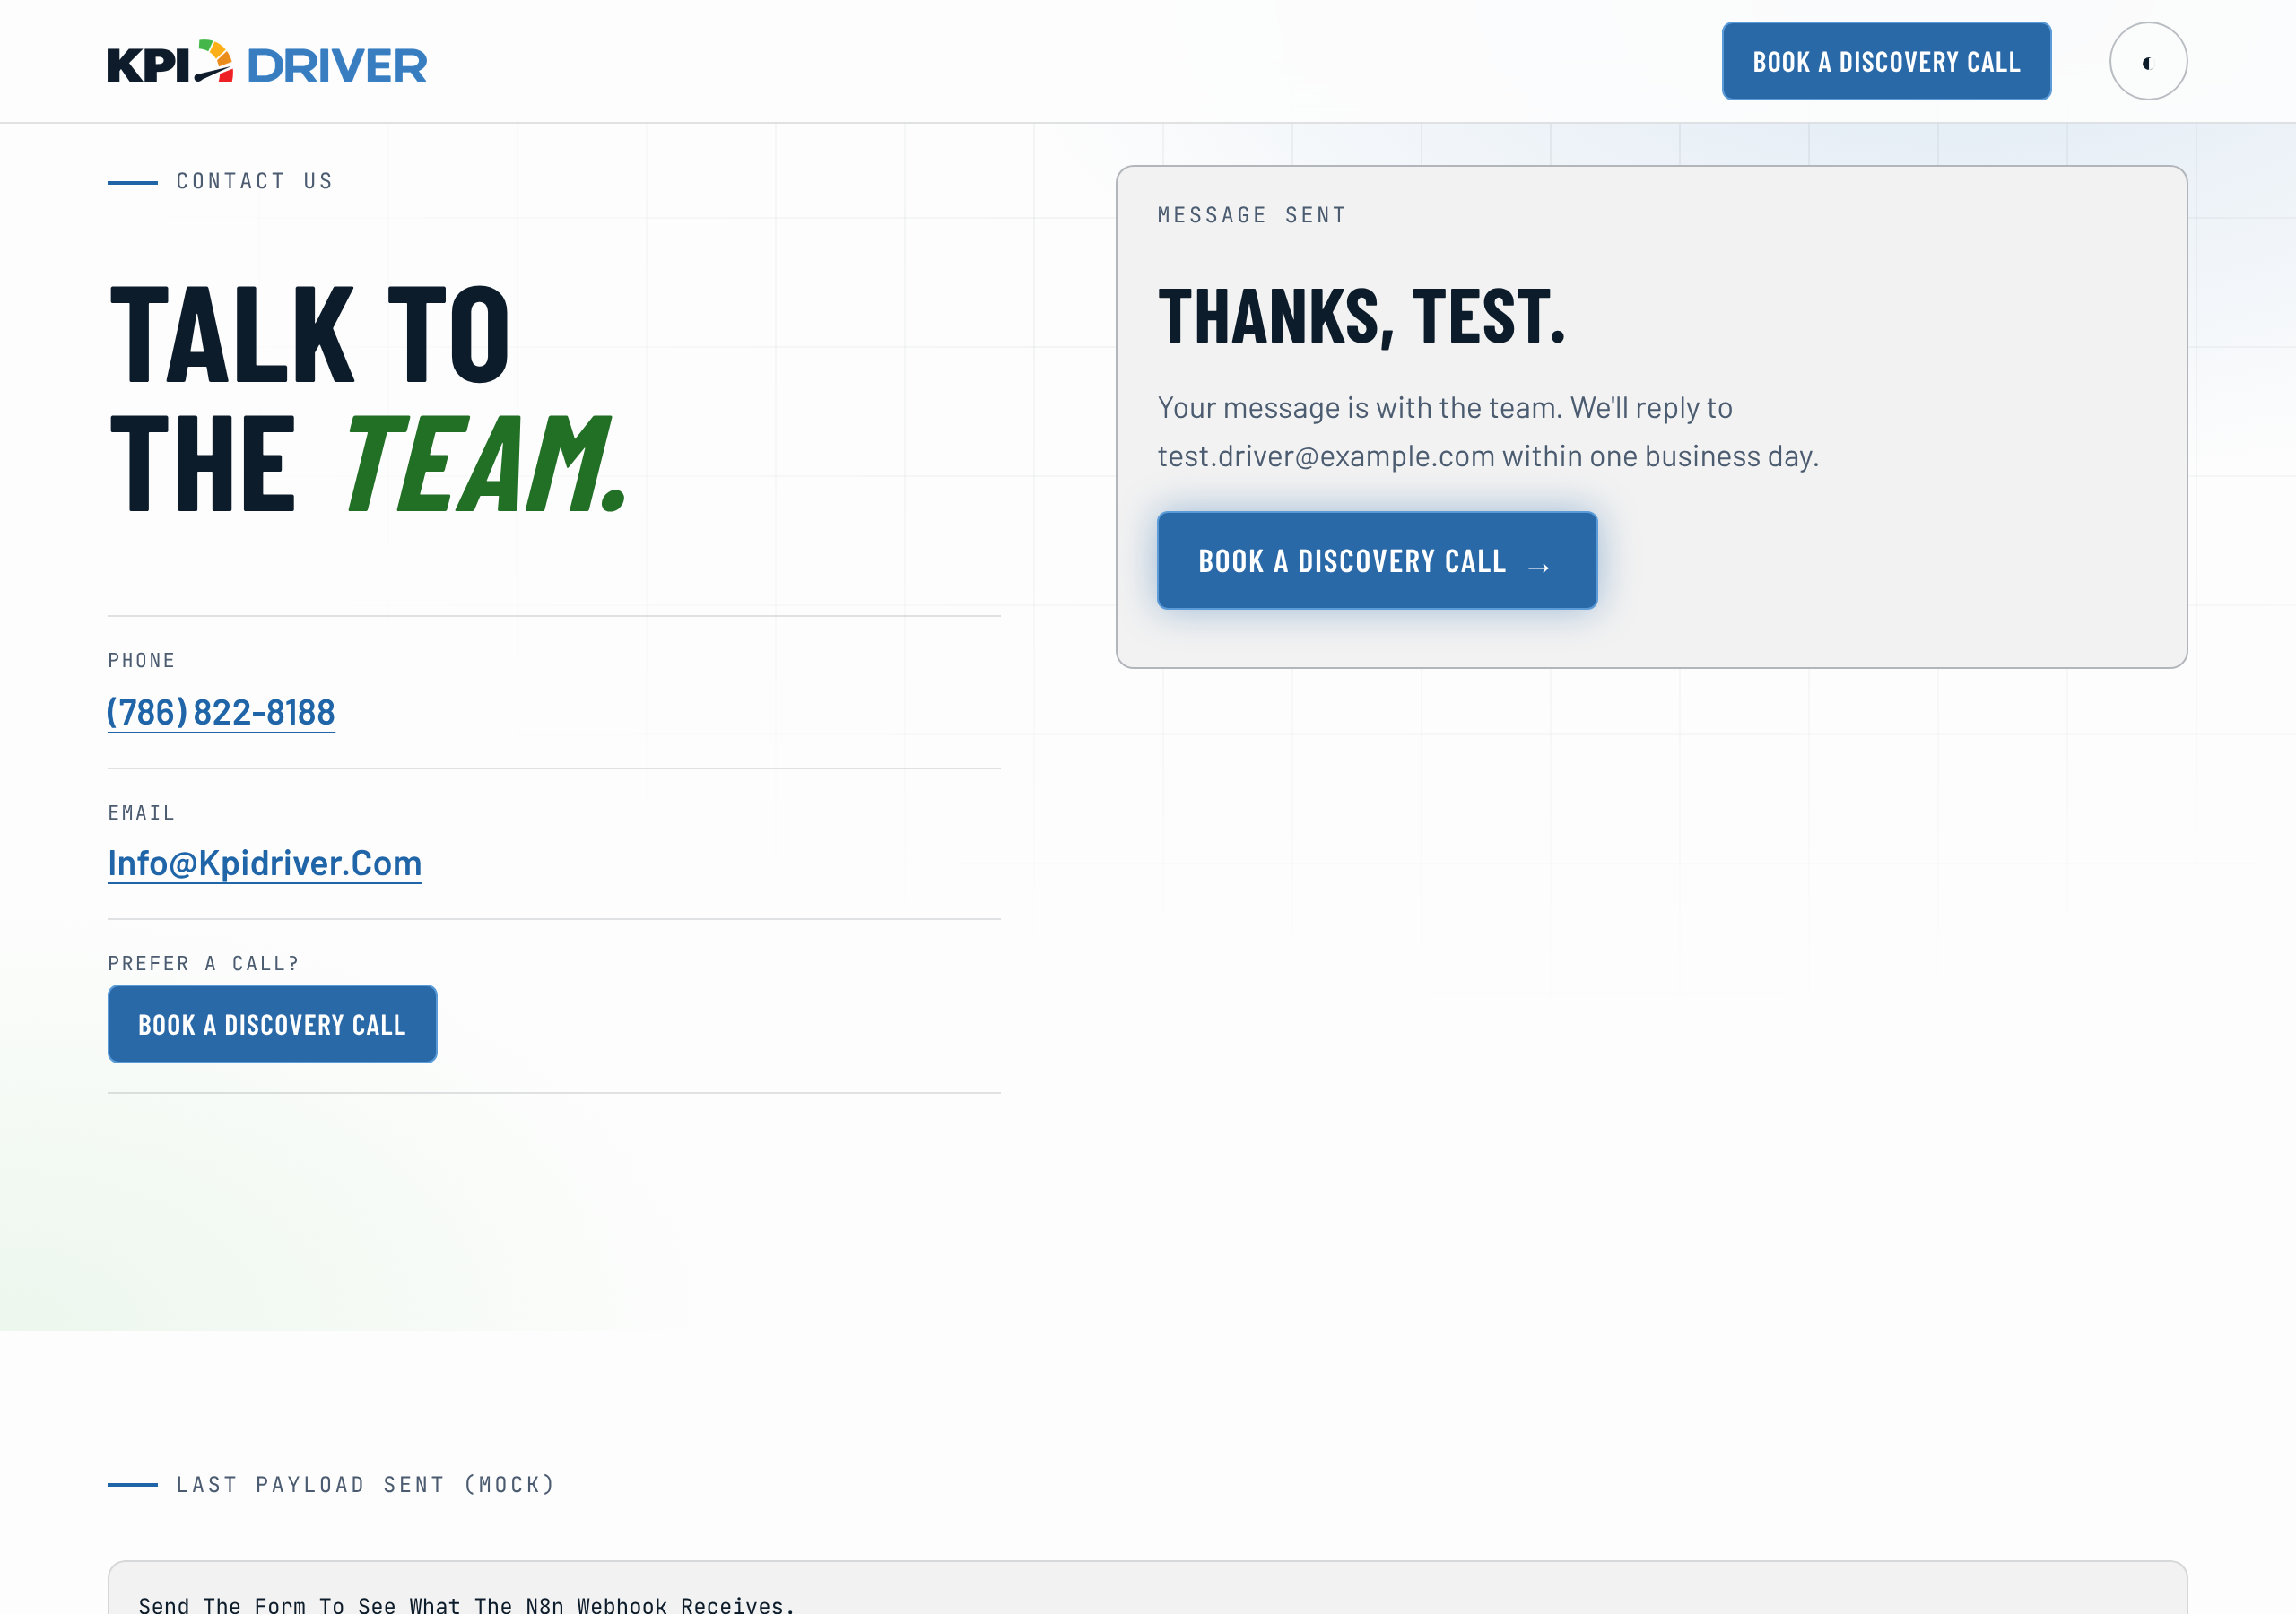 KPI DRIVER
BOOK A DISCOVERY CALL
CONTACT US
TALK TO
THE TEAM.
PHONE
(786) 822-8188
EMAIL
Info@Kpidriver.Com
PREFER A CALL?
BOOK A DISCOVERY CALL
MESSAGE SENT
THANKS, TEST.
Your message is with the team. We'll reply to
test.driver@example.com within one business day.
BOOK A DISCOVERY CALL →
LAST PAYLOAD SENT (MOCK)
Send The Form To See What The N8n Webhook Receives.